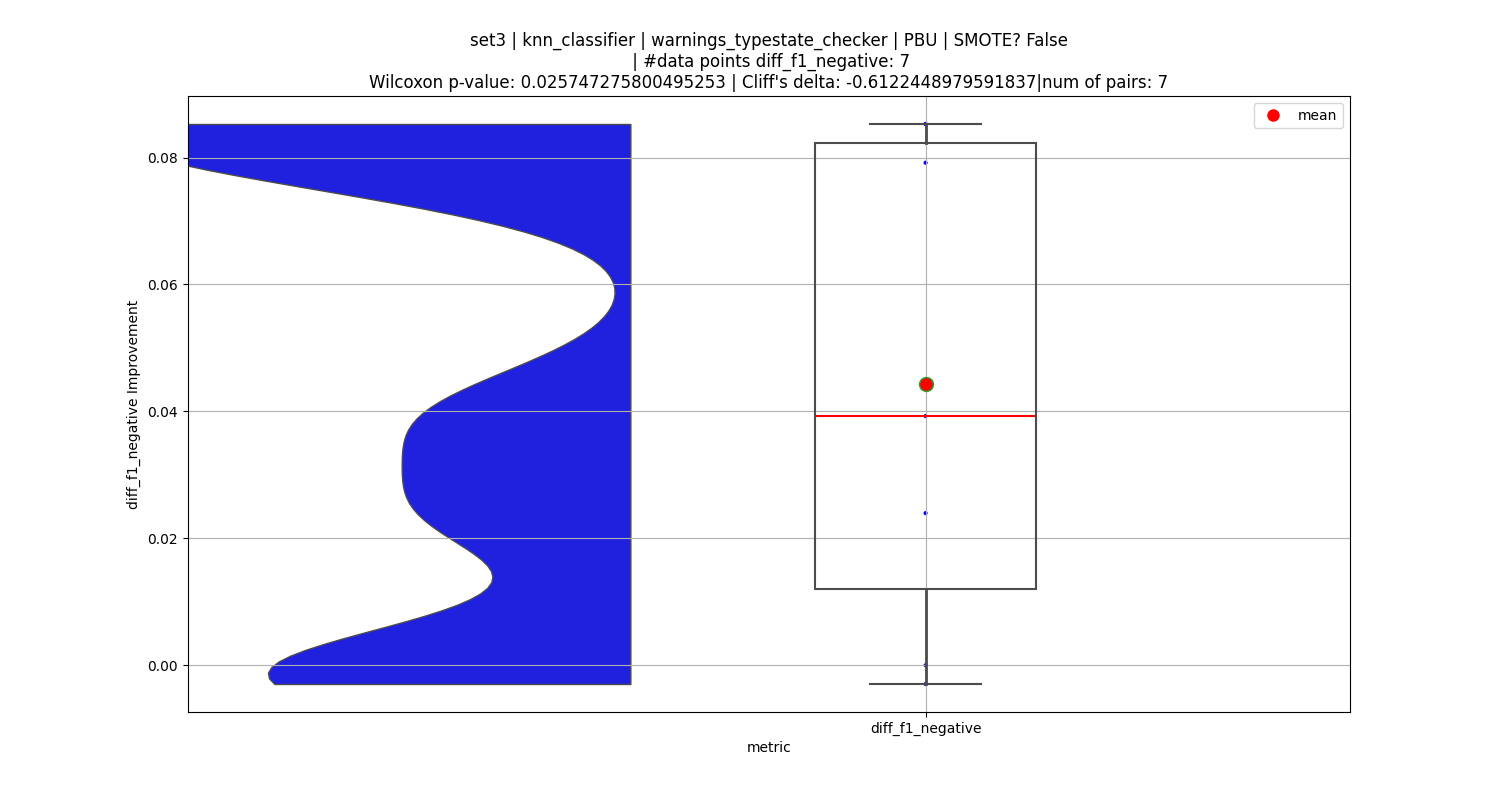 set3 | knn_classifier | warnings_typestate_checker | PBU | SMOTE? False
| #data points diff_f1_negative: 7
Wilcoxon p-value: 0.025747275800495253 | Cliff's delta: -0.6122448979591837|num of pairs: 7
mean
0.08
0.06
0.04
0.02
0.00
diff_f1_negative Improvement
diff_f1_negative
metric